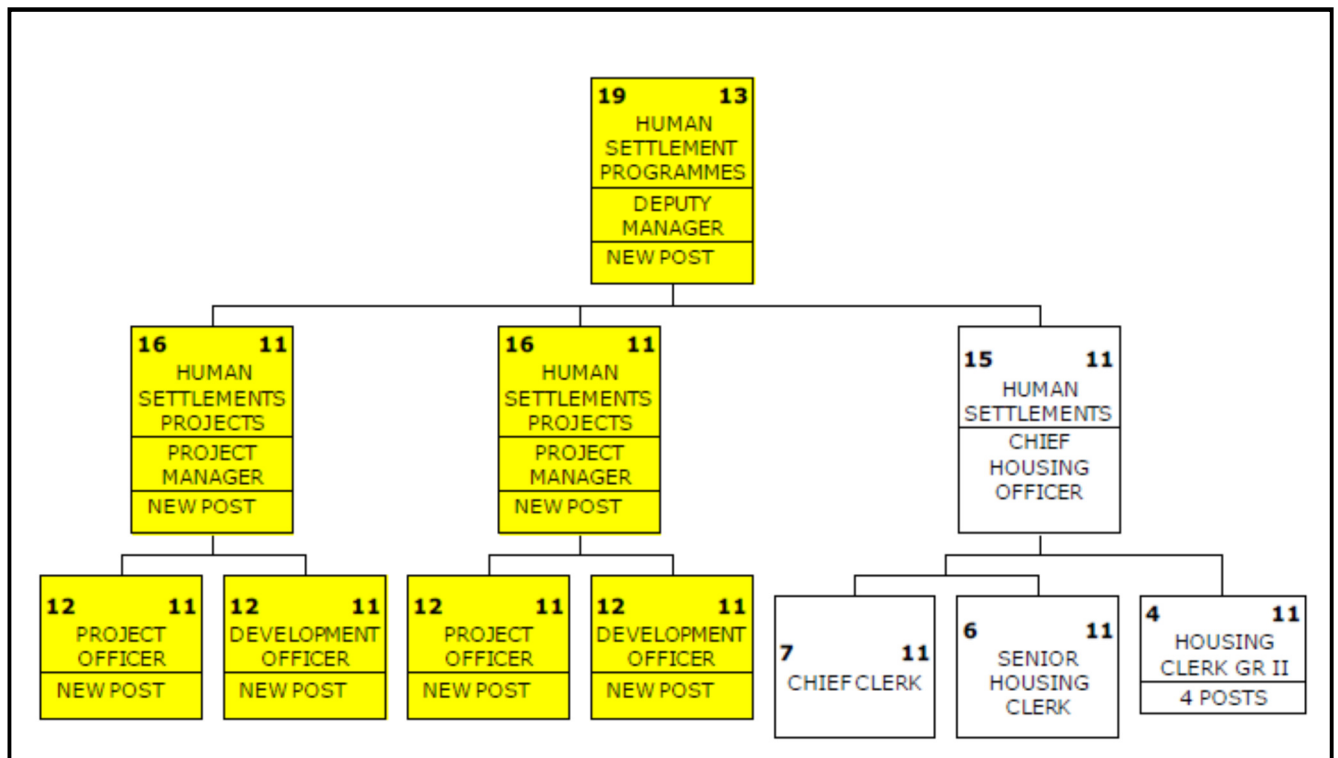 19 13
HUMAN
SETTLEMENT
PROGRAMMES
DEPUTY
MANAGER
NEW POST
16 11
HUMAN
SETTLEMENTS
PROJECTS
PROJECT
MANAGER
NEW POST
16 11
HUMAN
SETTLEMENTS
PROJECTS
PROJECT
MANAGER
NEW POST
15 11
HUMAN
SETTLEMENTS
CHIEF
HOUSING
OFFICER
12 11
PROJECT
OFFICER
NEW POST
12 11
DEVELOPMENT
OFFICER
NEW POST
12 11
PROJECT
OFFICER
NEW POST
12 11
DEVELOPMENT
OFFICER
NEW POST
7 11
CHIEF CLERK
6 11
SENIOR
HOUSING
CLERK
4 11
HOUSING
CLERK GR II
4 POSTS